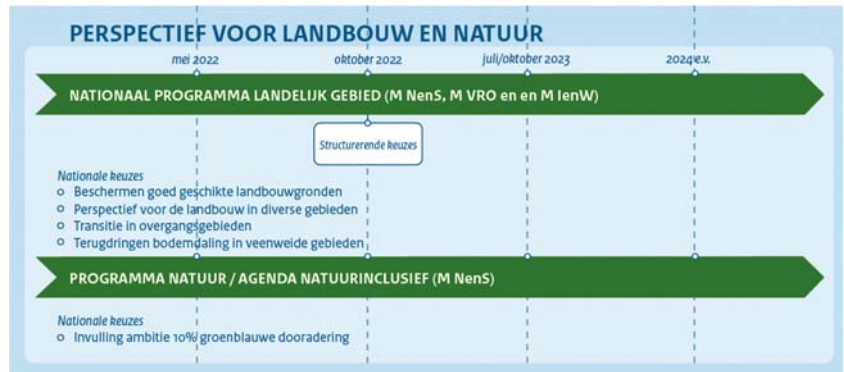 PERSPECTIEF VOOR LANDBOUW EN NATUUR
mei 2022 oktober 2022 juli/oktober 2023 2024 e.v.
NATIONAAL PROGRAMMA LANDELIJK GEBIED (M NenS, M VRO en en M IenW)
Structurerende keuzes
Nationale keuzes
Beschermen goed geschikte landbouwgronden
Perspectief voor de landbouw in diverse gebieden
Transitie in overgangsgebieden
Terugdringen bodemdaling in veenweide gebieden
PROGRAMMA NATUUR / AGENDA NATUURINCLUSIEF (M NenS)
Nationale keuzes
Invulling ambitie 10% groenblauwe dooradering